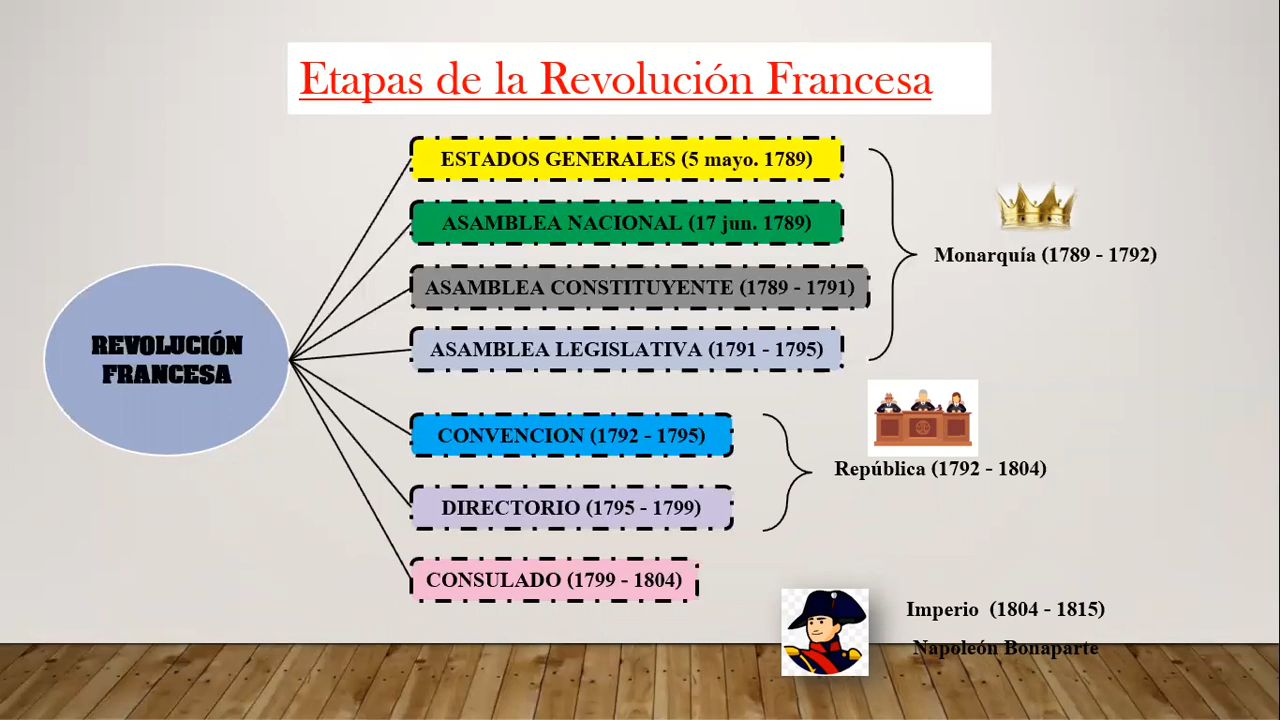 Etapas de la Revolución Francesa
ESTADOS GENERALES (5 mayo. 1789)
ASAMBLEA NACIONAL (17 jun. 1789)
ASAMBLEA CONSTITUYENTE (1789 - 1791)
ASAMBLEA LEGISLATIVA (1791 - 1795)
Monarquía (1789 - 1792)
REVOLUCIÓN
FRANCESA
CONVENCION (1792 - 1795)
DIRECTORIO (1795 - 1799)
República (1792 - 1804)
CONSULADO (1799 - 1804)
Imperio (1804 - 1815)
Napoleón Bonaparte